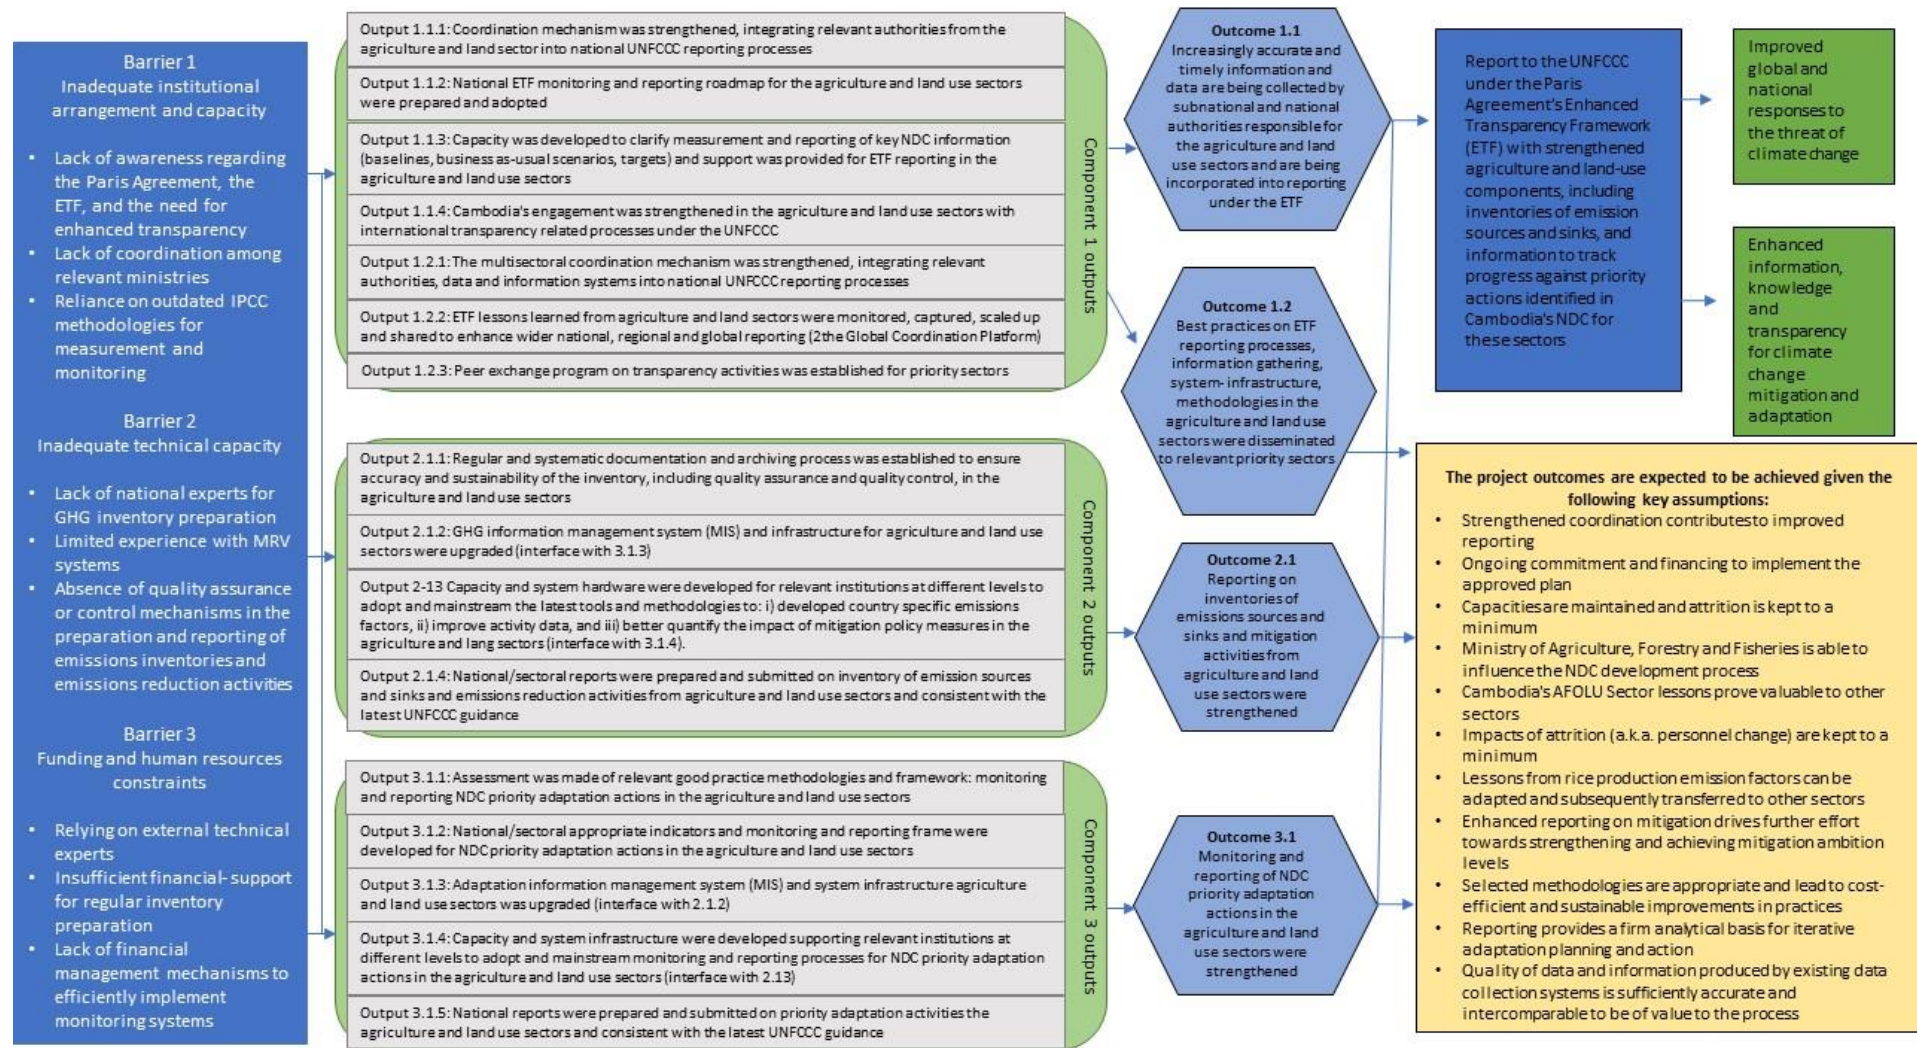 Barrier 1
Inadequate institutional
arrangement and capacity
• Lack of awareness regarding
the Paris Agreement, the
ETF, and the need for
enhanced transparency
• Lack of coordination among
relevant ministries
• Reliance on outdated IPCC
methodologies for
measurement and
monitoring
Barrier 2
Inadequate technical capacity
• Lack of national experts for
GHG inventory preparation
• Limited experience with MRV
systems
• Absence of quality assurance
or control mechanisms in the
preparation and reporting of
emissions inventories and
emissions reduction activities
Barrier 3
Funding and human resources
constraints
• Relying on external technical
experts
• Insufficient financial- support
for regular inventory
preparation
• Lack of financial
management mechanisms to
efficiently implement
monitoring systems
Output 1.1.1: Coordination mechanism was strengthened, integrating relevant authorities from the
agriculture and land sector into national UNFCCC reporting processes
Output 1.1.2: National ETF monitoring and reporting roadmap for the agriculture and land use sectors
were prepared and adopted
Output 1.1.3: Capacity was developed to clarify measurement and reporting of key NDC information
(baselines, business as-usual scenarios, targets) and support was provided for ETF reporting in the
agriculture and land use sectors
Output 1.1.4: Cambodia's engagement was strengthened in the agriculture and land use sectors with
international transparency related processes under the UNFCCC
Output 1.2.1: The multisectoral coordination mechanism was strengthened, integrating relevant
authorities, data and information systems into national UNFCCC reporting processes
Output 1.2.2: ETF lessons learned from agriculture and land sectors were monitored, captured, scaled up
and shared to enhance wider national, regional and global reporting (2the Global Coordination Platform)
Output 1.2.3: Peer exchange program on transparency activities was established for priority sectors
Component 1 outputs
Output 2.1.1: Regular and systematic documentation and archiving process was established to ensure
accuracy and sustainability of the inventory, including quality assurance and quality control, in the
agriculture and land use sectors
Output 2.1.2: GHG information management system (MIS) and infrastructure for agriculture and land use
sectors were upgraded (interface with 3.1.3)
Output 2-13 Capacity and system hardware were developed for relevant institutions at different levels to
adopt and mainstream the latest tools and methodologies to: i) developed country specific emissions
factors, ii) improve activity data, and iii) better quantify the impact of mitigation policy measures in the
agriculture and lang sectors (interface with 3.1.4).
Output 2.1.4: National/sectoral reports were prepared and submitted on inventory of emission sources
and sinks and emissions reduction activities from agriculture and land use sectors and consistent with the
latest UNFCCC guidance
Component 2 outputs
Output 3.1.1: Assessment was made of relevant good practice methodologies and framework: monitoring
and reporting NDC priority adaptation actions in the agriculture and land use sectors
Output 3.1.2: National/sectoral appropriate indicators and monitoring and reporting frame were
developed for NDC priority adaptation actions in the agriculture and land use sectors
Output 3.1.3: Adaptation information management system (MIS) and system infrastructure agriculture
and land use sectors was upgraded (interface with 2.1.2)
Output 3.1.4: Capacity and system infrastructure were developed supporting relevant institutions at
different levels to adopt and mainstream monitoring and reporting processes for NDC priority adaptation
actions in the agriculture and land use sectors (interface with 2.13)
Output 3.1.5: National reports were prepared and submitted on priority adaptation activities the
agriculture and land use sectors and consistent with the latest UNFCCC guidance
Component 3 outputs
Outcome 1.1
Increasingly accurate and
timely information and
data are being collected by
subnational and national
authorities responsible for
the agriculture and land
use sectors and are being
incorporated into reporting
under the ETF
Outcome 1.2
Best practices on ETF
reporting processes,
information gathering,
system- infrastructure,
methodologies in the
agriculture and land use
sectors were disseminated
to relevant priority sectors
Outcome 2.1
Reporting on
inventories of
emissions sources and
sinks and mitigation
activities from
agriculture and land
use sectors were
strengthened
Outcome 3.1
Monitoring and
reporting of NDC
priority adaptation
actions in the
agriculture and land
use sectors were
strengthened
Report to the UNFCCC
under the Paris
Agreement's Enhanced
Transparency Framework
(ETF) with strengthened
agriculture and land-use
components, including
inventories of emission
sources and sinks, and
information to track
progress against priority
actions identified in
Cambodia's NDC for
these sectors
Improved
global and
national
responses to
the threat of
climate change
Enhanced
information,
knowledge
and
transparency
for climate
change
mitigation and
adaptation
The project outcomes are expected to be achieved given the
following key assumptions:
• Strengthened coordination contributes to improved
reporting
• Ongoing commitment and financing to implement the
approved plan
• Capacities are maintained and attrition is kept to a
minimum
• Ministry of Agriculture, Forestry and Fisheries is able to
influence the NDC development process
• Cambodia's AFOLU Sector lessons prove valuable to other
sectors
• Impacts of attrition (a.k.a. personnel change) are kept to a
minimum
• Lessons from rice production emission factors can be
adapted and subsequently transferred to other sectors
• Enhanced reporting on mitigation drives further effort
towards strengthening and achieving mitigation ambition
levels
• Selected methodologies are appropriate and lead to cost-
efficient and sustainable improvements in practices
• Reporting provides a firm analytical basis for iterative
adaptation planning and action
• Quality of data and information produced by existing data
collection systems is sufficiently accurate and
intercomparable to be of value to the process